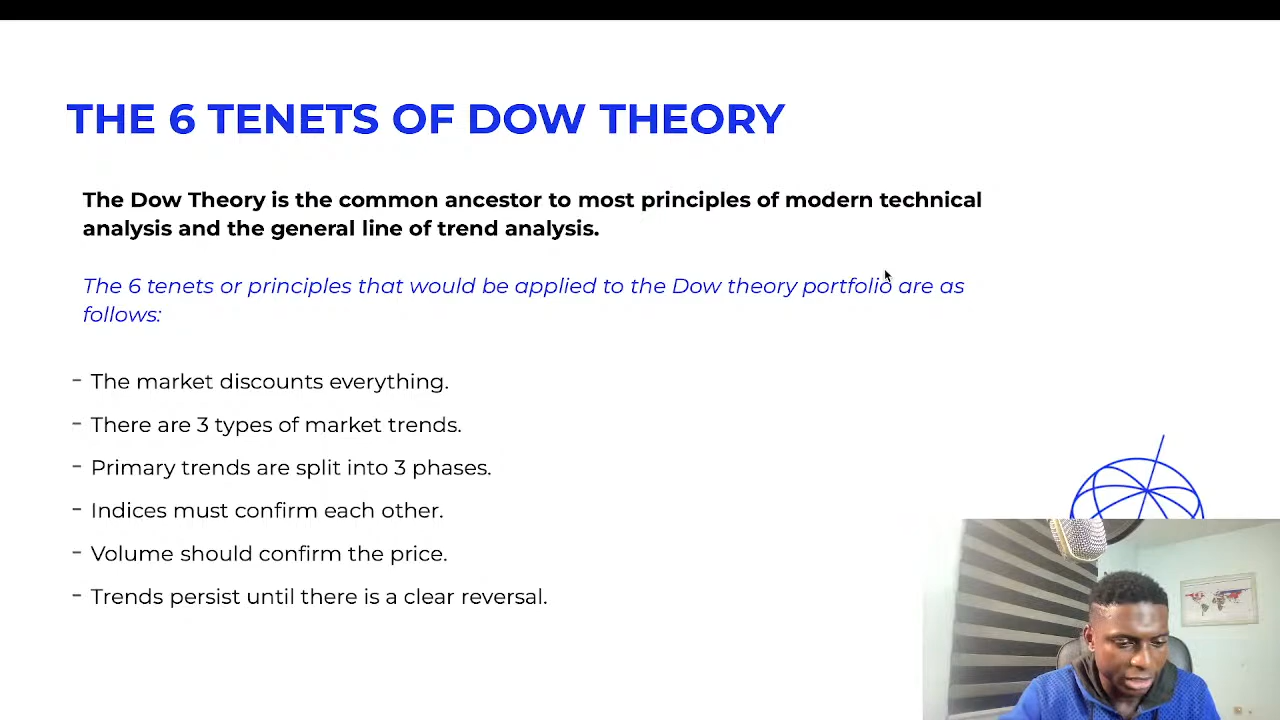 THE 6 TENETS OF DOW THEORY
The Dow Theory is the common ancestor to most principles of modern technical
analysis and the general line of trend analysis.
The 6 tenets or principles that would be applied to the Dow theory portfolio are as
follows:
- The market discounts everything.
- There are 3 types of market trends.
- Primary trends are split into 3 phases.
- Indices must confirm each other.
- Volume should confirm the price.
- Trends persist until there is a clear reversal.